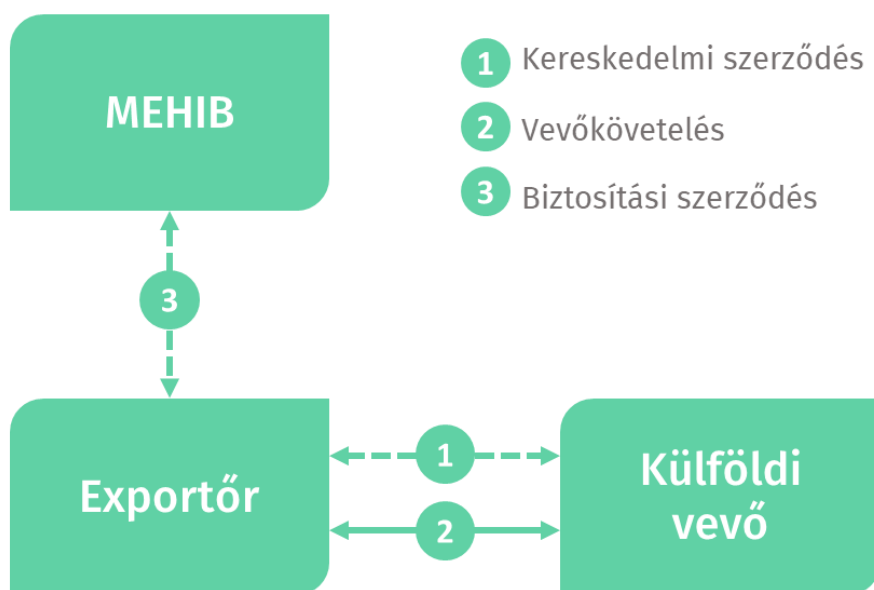 MEHIB
1 Kereskedelmi szerződés
2 Vevőkövetelés
3 Biztosítási szerződés
3
Exportőr
1
2
Külföldi
vevő